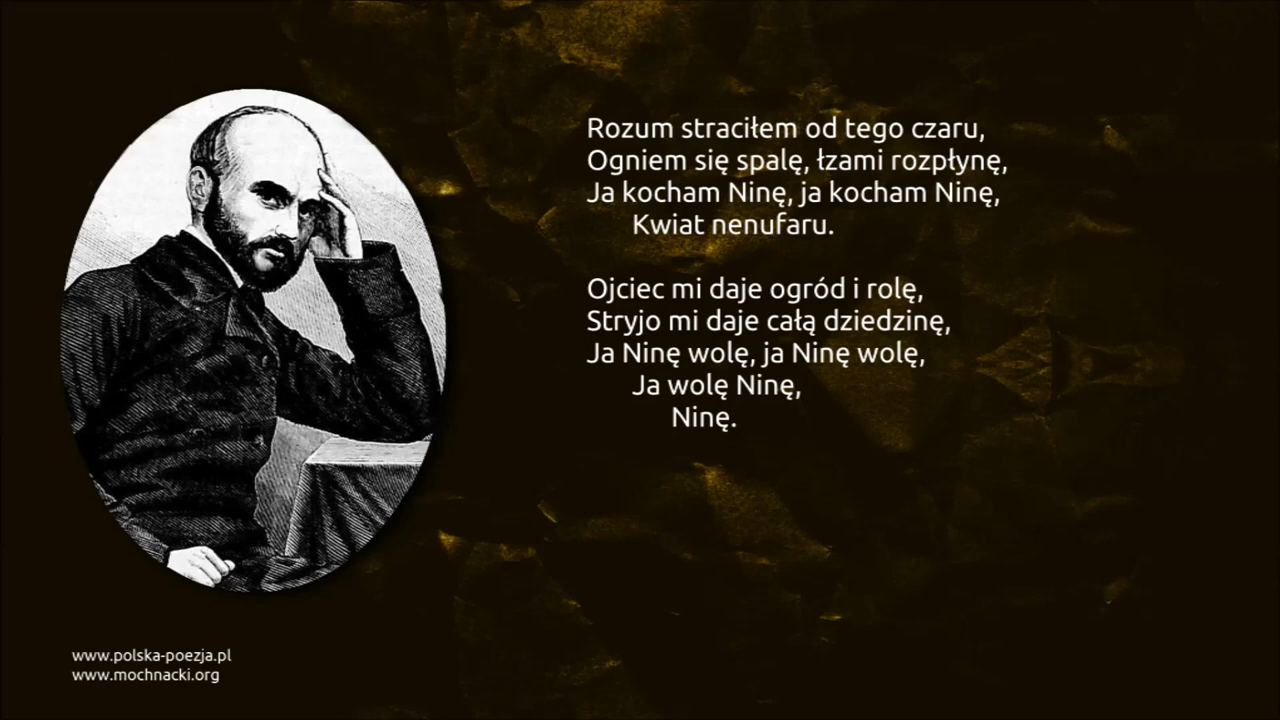 Rozum straciłem od tego czaru,
Ogniem się spalę, łzami rozpłynę,
Ja kocham Ninę, ja kocham Ninę,
Kwiat nenufaru.
Ojciec mi daje ogród i rolę,
Stryjo mi daje całą dziedzinę,
Ja Ninę wolę, ja Ninę wolę,
Ja wolę Ninę,
Ninę.
www.polska-poezja.pl
www.mochnacki.org